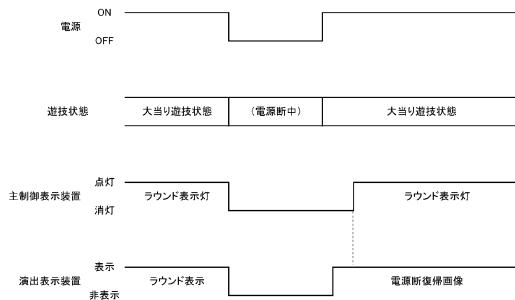 ON
電源
OFF
遊技状態 大当り遊技状態 (電源断中) 大当り遊技状態
点灯
主制御表示装置 ラウンド表示灯 ラウンド表示灯
消灯
表示
演出表示装置 ラウンド表示 電源断復帰画像
非表示